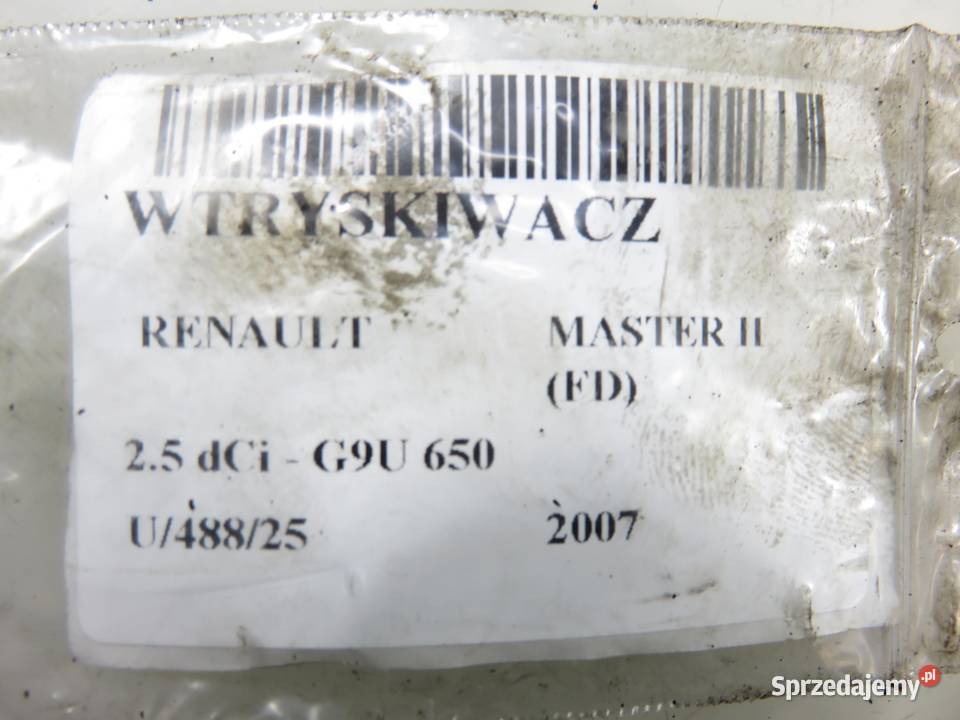 WTRYSKIWACZ
RENAULT MASTER II
(FD)
2.5 dCi - G9U 650
U/488/25 2007
Sprzedajemy.pl